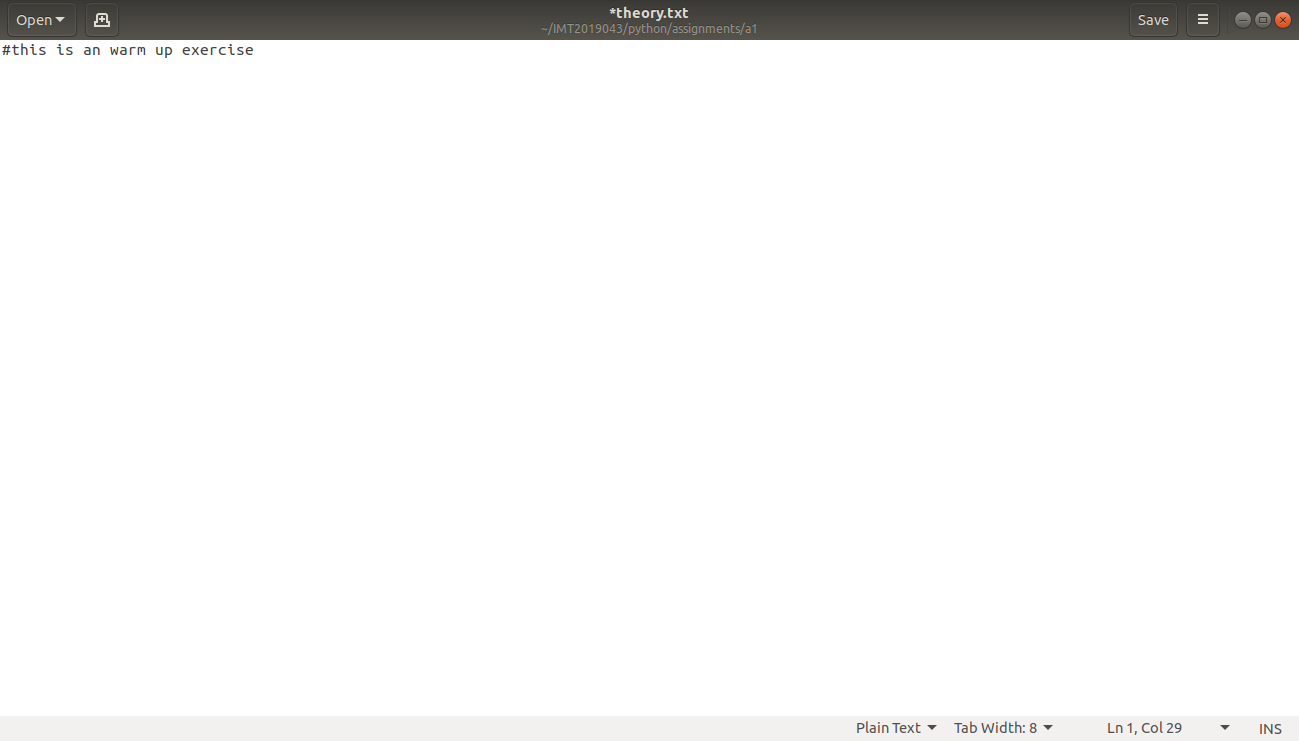 Open
*theory.txt
~/IMT2019043/python/assignments/a1
Save
#this is an warm up exercise
Plain Text
Tab Width: 8
Ln 1, Col 29
INS